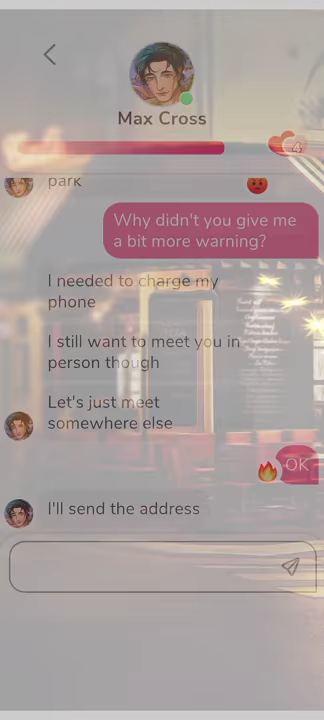 Max Cross
4
park
Why didn't you give me
a bit more warning?
I needed to charge my
phone
I still want to meet you in
person though
Let's just meet
somewhere else
OK
I'll send the address